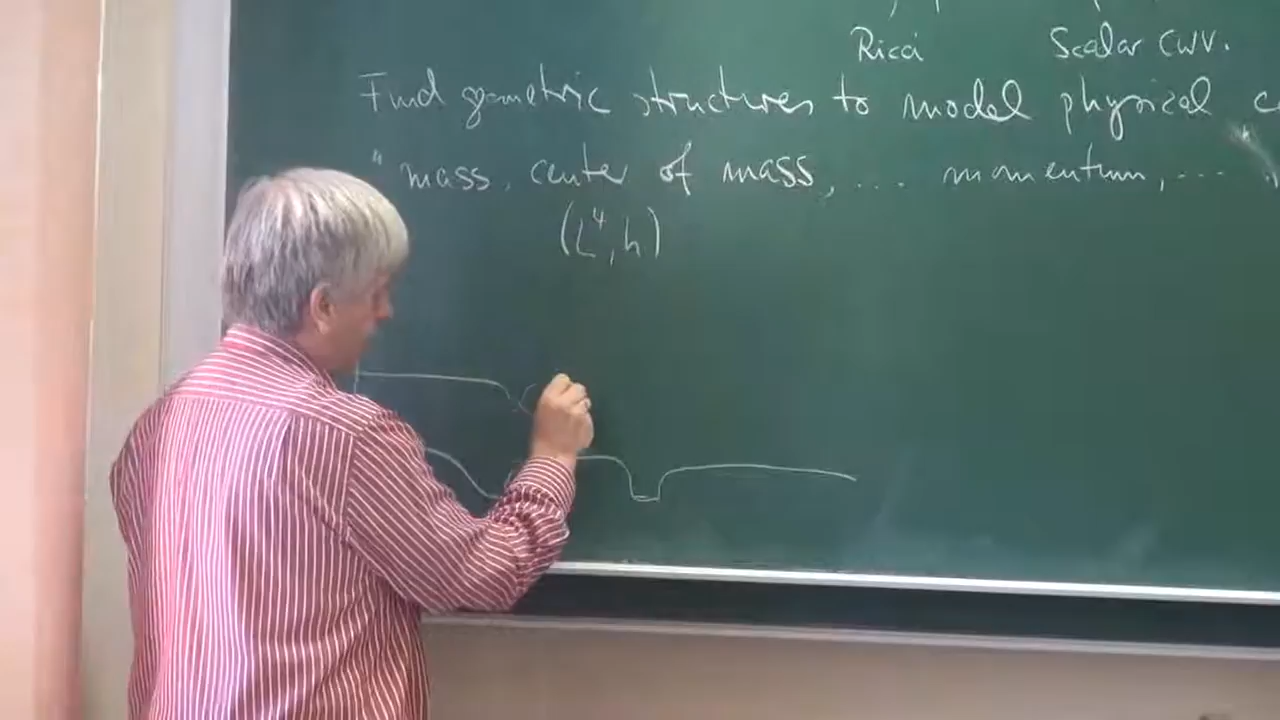 Ricci Scalar curv.
Find geometric structures to model physical
" mass, center of mass, .... momentum, ...
(L⁴, h)